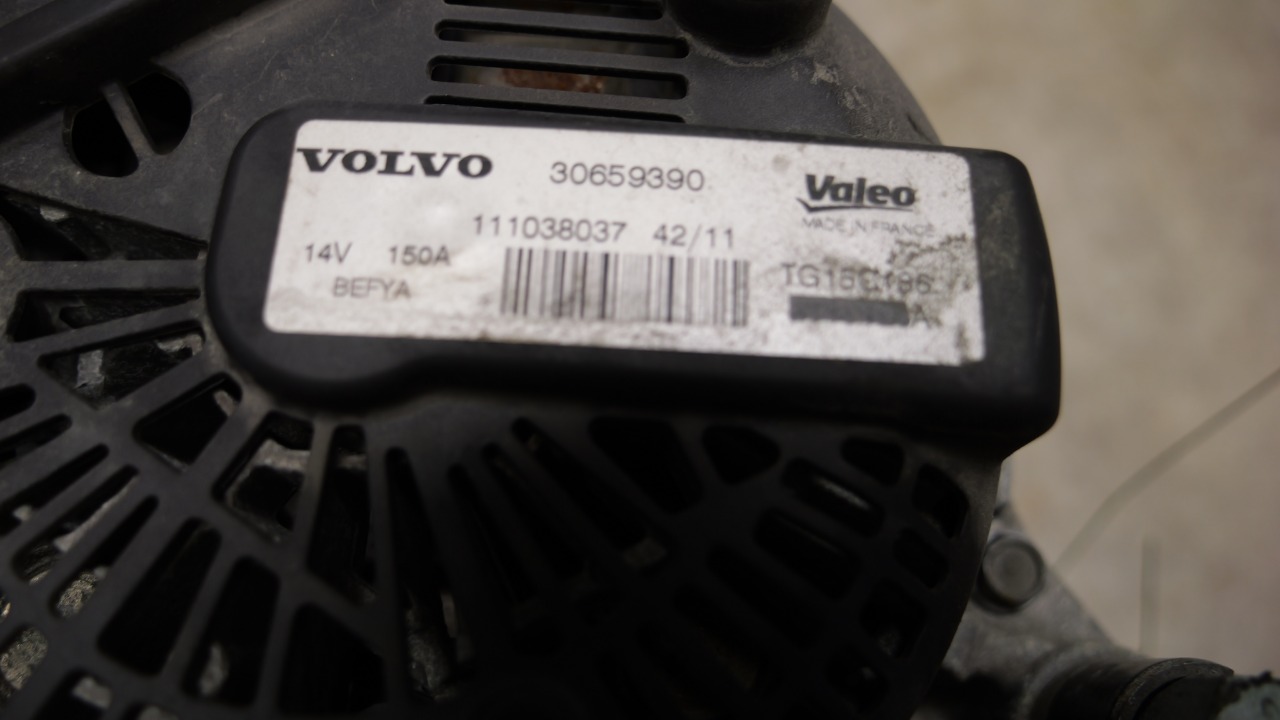 VOLVO 30659390 Valeo
MADE IN FRANCE
111038037 42/11
14V 150A
BEFYA